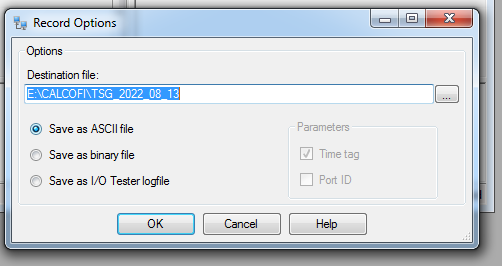 Record Options
Options
Destination file:
E:\CALCOFI\TSG_2022_08_13
...
Save as ASCII file
Save as binary file
Save as I/O Tester logfile
Parameters
Time tag
Port ID
OK
Cancel
Help